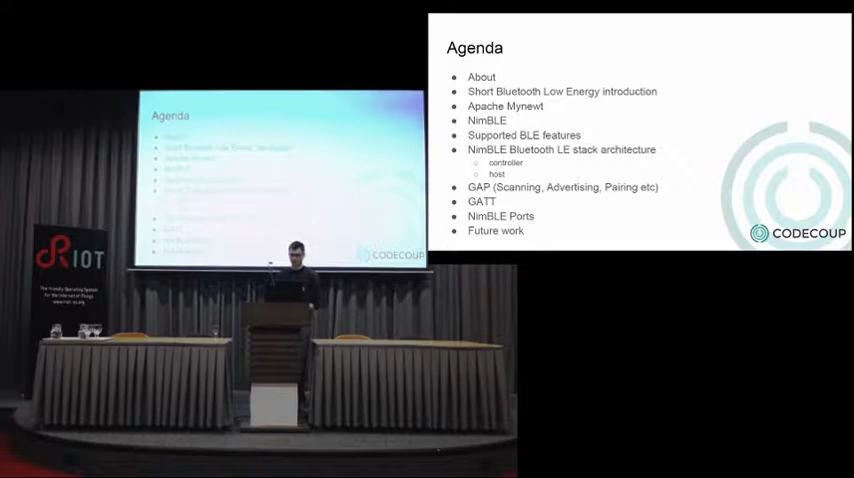 Agenda
● About
● Short Bluetooth Low Energy introduction
● Apache Mynewt
● NimBLE
● Supported BLE features
● NimBLE Bluetooth LE stack architecture
○ controller
○ host
● GAP (Scanning, Advertising, Pairing etc)
● GATT
● NimBLE Ports
● Future work
CODECOUP
Agenda
CODECOUP
RIOT
The friendly Operating System
for the Internet of Things